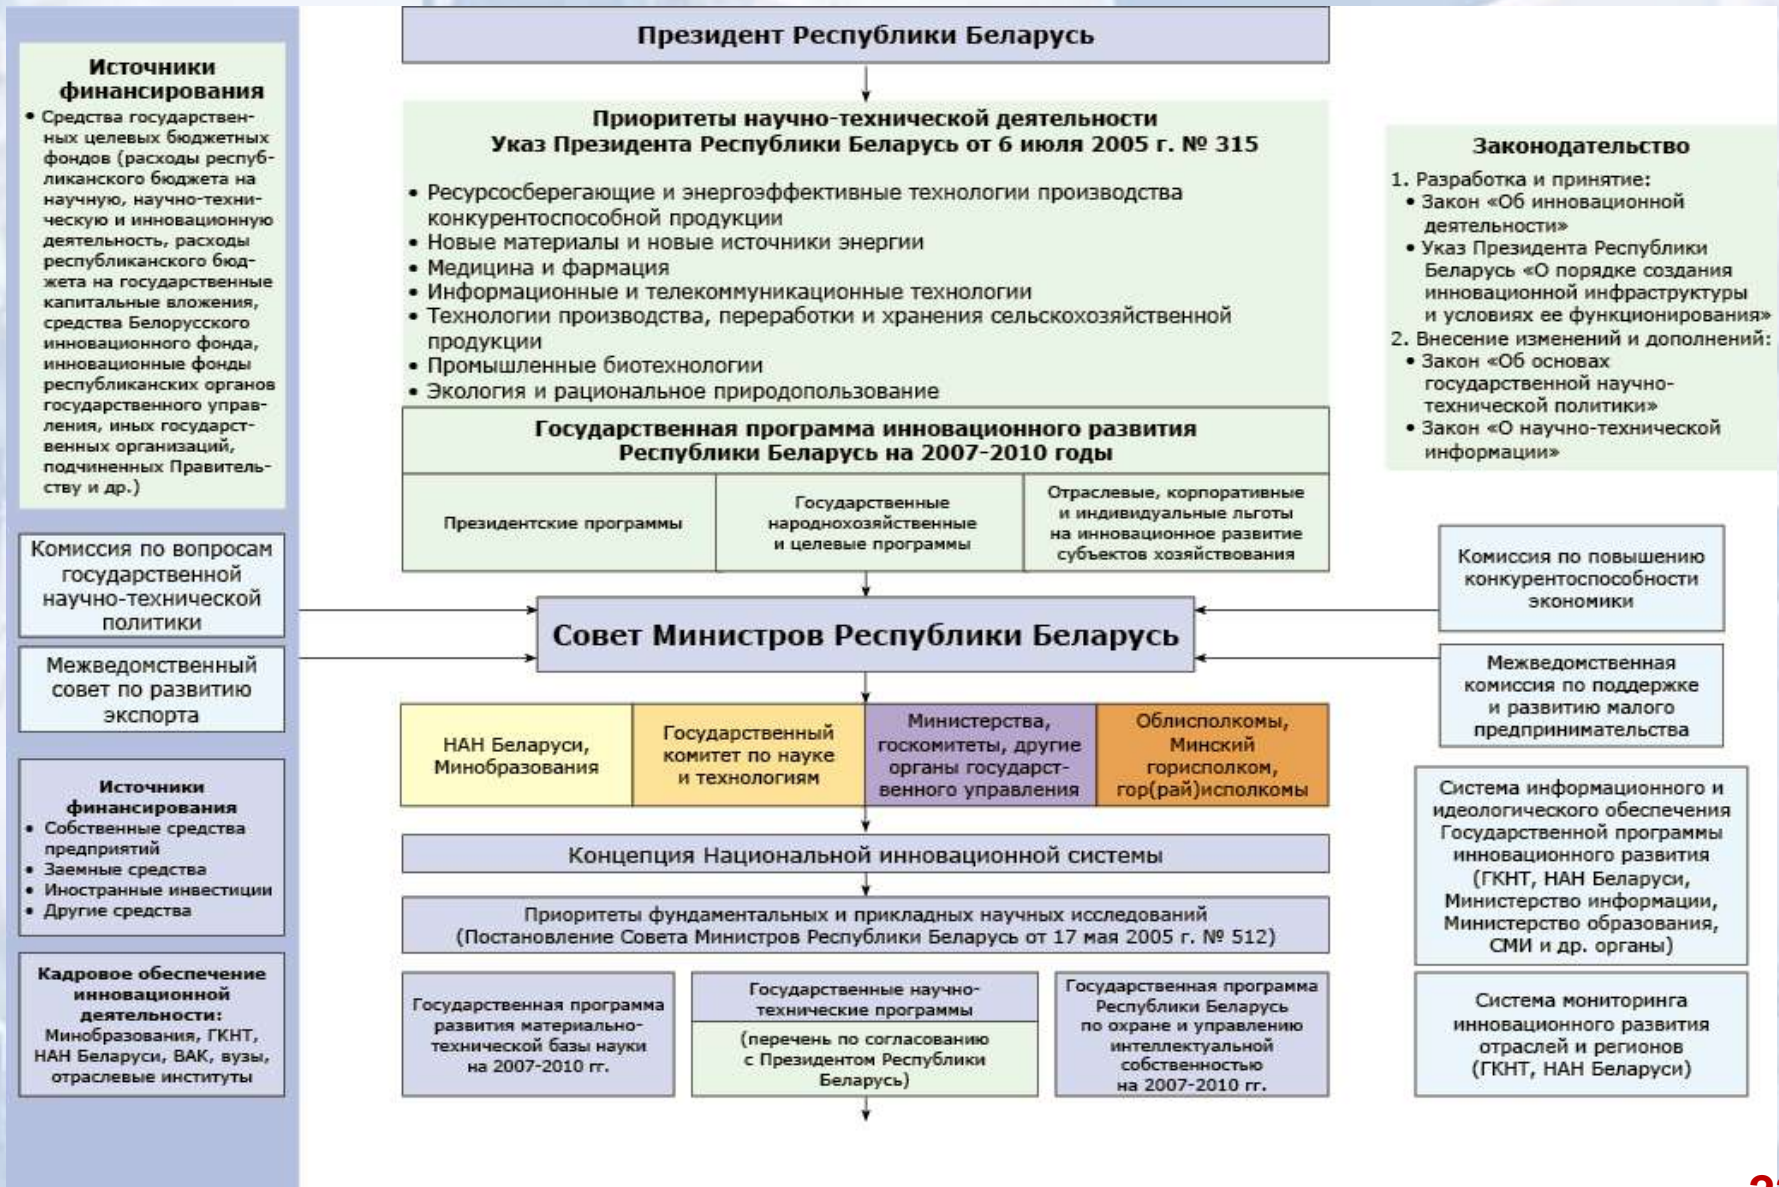 Президент Республики Беларусь
Источники
финансирования
• Средства государствен-
ных целевых бюджетных
фондов (расходы респуб-
ликанского бюджета на
научную, научно-техни-
ческую и инновационную
деятельность, расходы
республиканского бюд-
жета на государственные
капитальные вложения,
средства Белорусского
инновационного фонда,
инновационные фонды
республиканских органов
государственного управ-
ления, иных государст-
венных организаций,
подчиненных Правитель-
ству и др.)
Приоритеты научно-технической деятельности
Указ Президента Республики Беларусь от 6 июля 2005 г. № 315
• Ресурсосберегающие и энергоэффективные технологии производства
конкурентоспособной продукции
• Новые материалы и новые источники энергии
• Медицина и фармация
• Информационные и телекоммуникационные технологии
• Технологии производства, переработки и хранения сельскохозяйственной
продукции
• Промышленные биотехнологии
• Экология и рациональное природопользование
Законодательство
1. Разработка и принятие:
• Закон «Об инновационной
деятельности»
• Указ Президента Республики
Беларусь «О порядке создания
инновационной инфраструктуры
и условиях ее функционирования»
2. Внесение изменений и дополнений:
• Закон «Об основах
государственной научно-
технической политики»
• Закон «О научно-технической
информации»
Государственная программа инновационного развития
Республики Беларусь на 2007-2010 годы
Президентские программы
Государственные
народнохозяйственные
и целевые программы
Отраслевые, корпоративные
и индивидуальные льготы
на инновационное развитие
субъектов хозяйствования
Комиссия по вопросам
государственной
научно-технической
политики
Межведомственный
совет по развитию
экспорта
Совет Министров Республики Беларусь
Комиссия по повышению
конкурентоспособности
экономики
Межведомственная
комиссия по поддержке
и развитию малого
предпринимательства
НАН Беларуси,
Минобразования
Государственный
комитет по науке
и технологиям
Министерства,
госкомитеты, другие
органы государст-
венного управления
Облисполкомы,
Минский
горисполком,
гор(рай)исполкомы
Источники
финансирования
• Собственные средства
предприятий
• Заемные средства
• Иностранные инвестиции
• Другие средства
Концепция Национальной инновационной системы
Приоритеты фундаментальных и прикладных научных исследований
(Постановление Совета Министров Республики Беларусь от 17 мая 2005 г. № 512)
Система информационного и
идеологического обеспечения
Государственной программы
инновационного развития
(ГКНТ, НАН Беларуси,
Министерство информации,
Министерство образования,
СМИ и др. органы)
Кадровое обеспечение
инновационной
деятельности:
Минобразования, ГКНТ,
НАН Беларуси, ВАК, вузы,
отраслевые институты
Государственная программа
развития материально-
технической базы науки
на 2007-2010 гг.
Государственные научно-
технические программы
(перечень по согласованию
с Президентом Республики
Беларусь)
Государственная программа
Республики Беларусь
по охране и управлению
интеллектуальной
собственностью
на 2007-2010 гг.
Система мониторинга
инновационного развития
отраслей и регионов
(ГКНТ, НАН Беларуси)